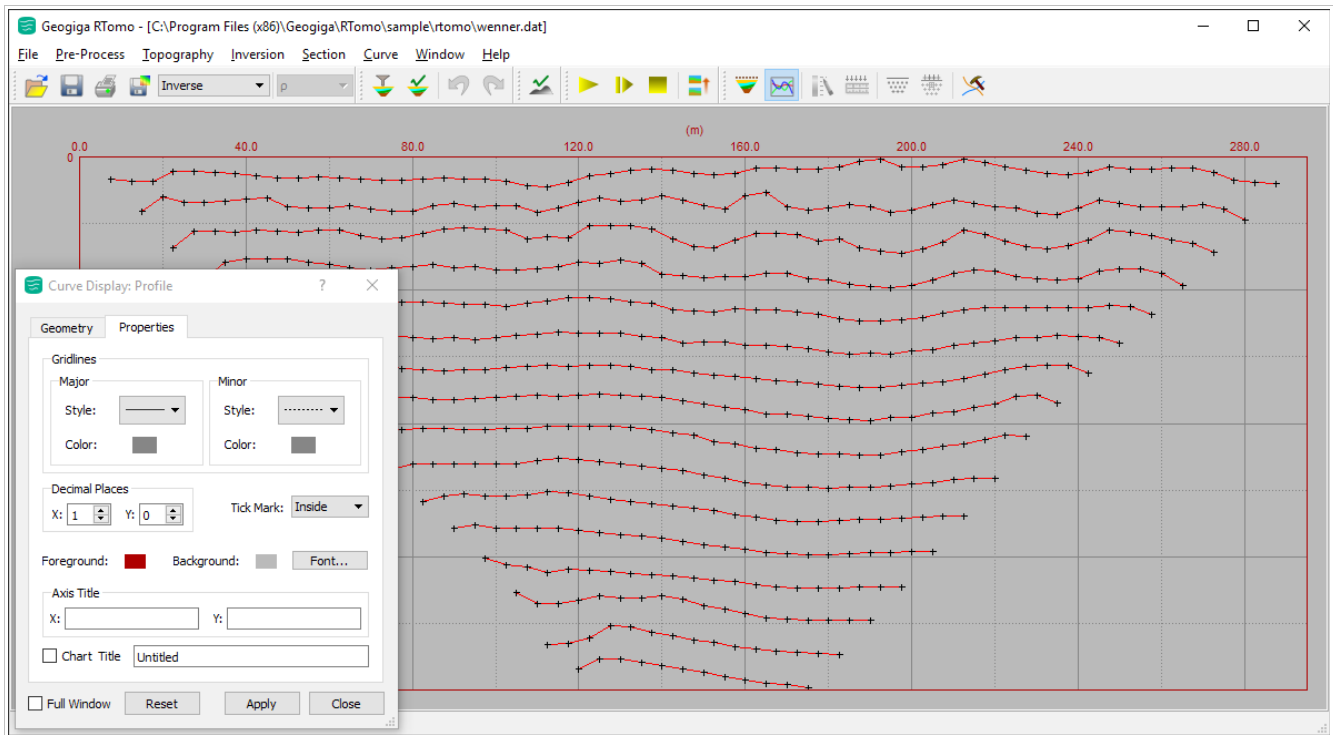 Geogiga RTomo - [C:\Program Files (x86)\Geogiga\RTomo\sample\rtomo\wenner.dat]
File Pre-Process Topography Inversion Section Curve Window Help
Inverse ρ
(m)
0.0 40.0 80.0 120.0 160.0 200.0 240.0 280.0
0
Curve Display: Profile ?
Geometry Properties
Gridlines
Major Minor
Style: Style:
Color: Color:
Decimal Places
X: 1 Y: 0 Tick Mark: Inside
Foreground: Background: Font...
Axis Title
X: Y:
Chart Title Untitled
Full Window Reset Apply Close